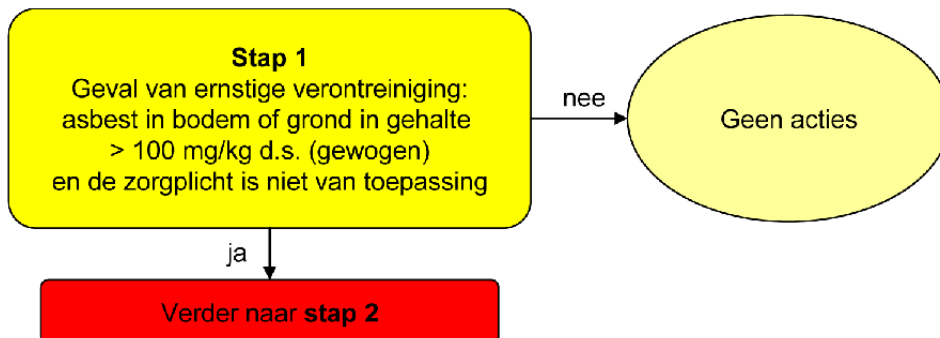 Stap 1
Geval van ernstige verontreiniging:
asbest in bodem of grond in gehalte
> 100 mg/kg d.s. (gewogen)
en de zorgplicht is niet van toepassing
nee
Geen acties
ja
Verder naar stap 2